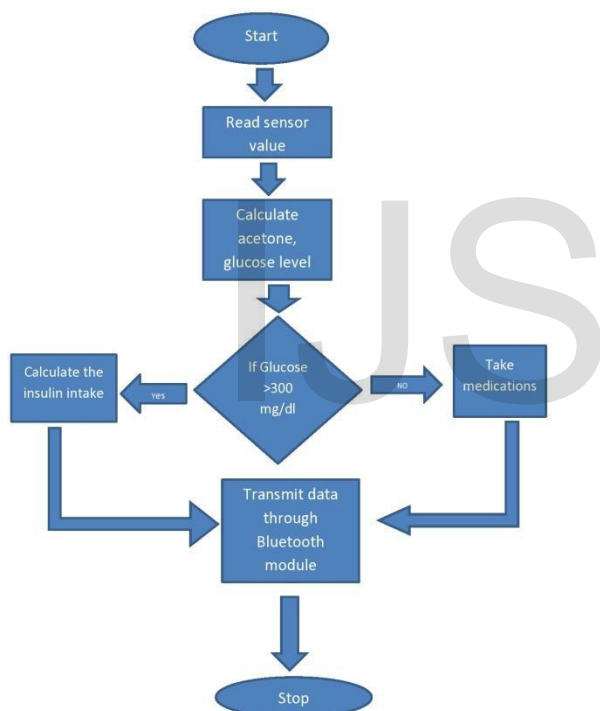 Start
Read sensor
value
Calculate
acetone,
glucose level
If Glucose
>300
mg/dl
Yes
Calculate the
insulin intake
NO
Take
medications
Transmit data
through
Bluetooth
module
Stop
IJS